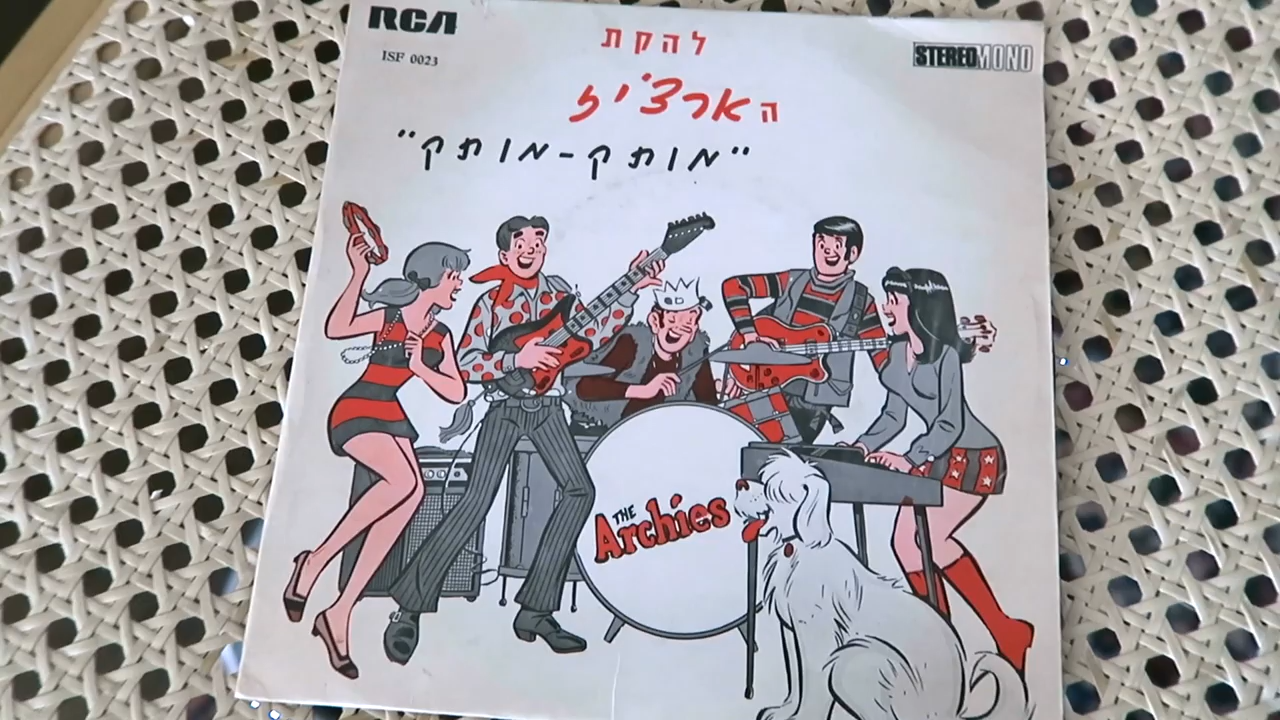 RCA
ISF 0023
STEREO MONO
להקת
הארצ'יז
"מותק-מותק"
THE
Archies